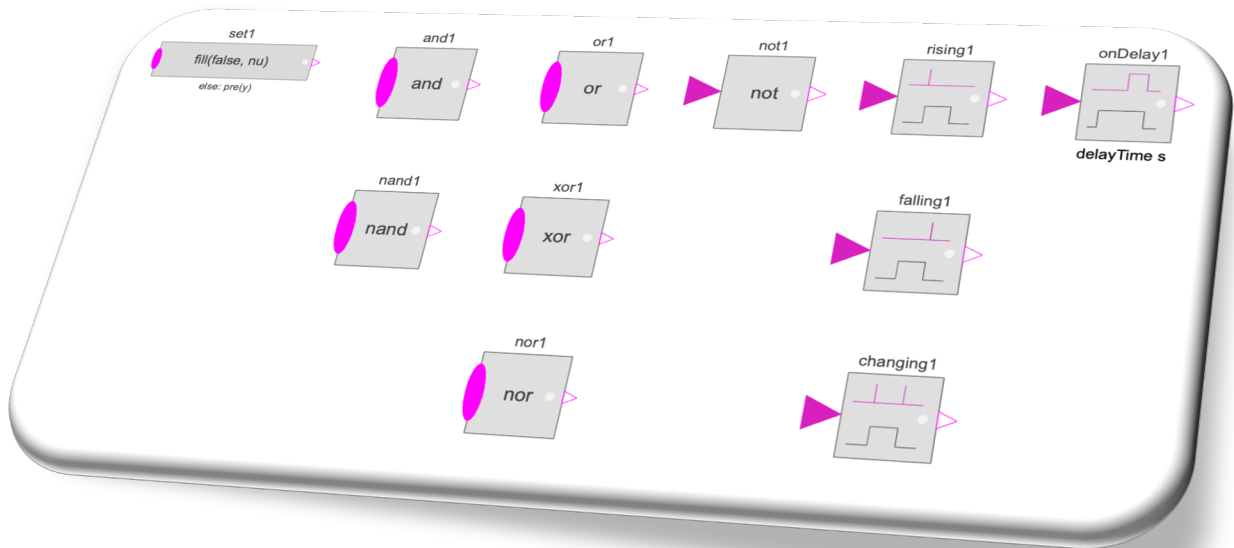 set1
fill(false, nu)
else: pre(y)
and1
and
or1
or
not1
not
rising1
onDelay1
delayTime s
nand1
nand
xor1
xor
falling1
nor1
nor
changing1